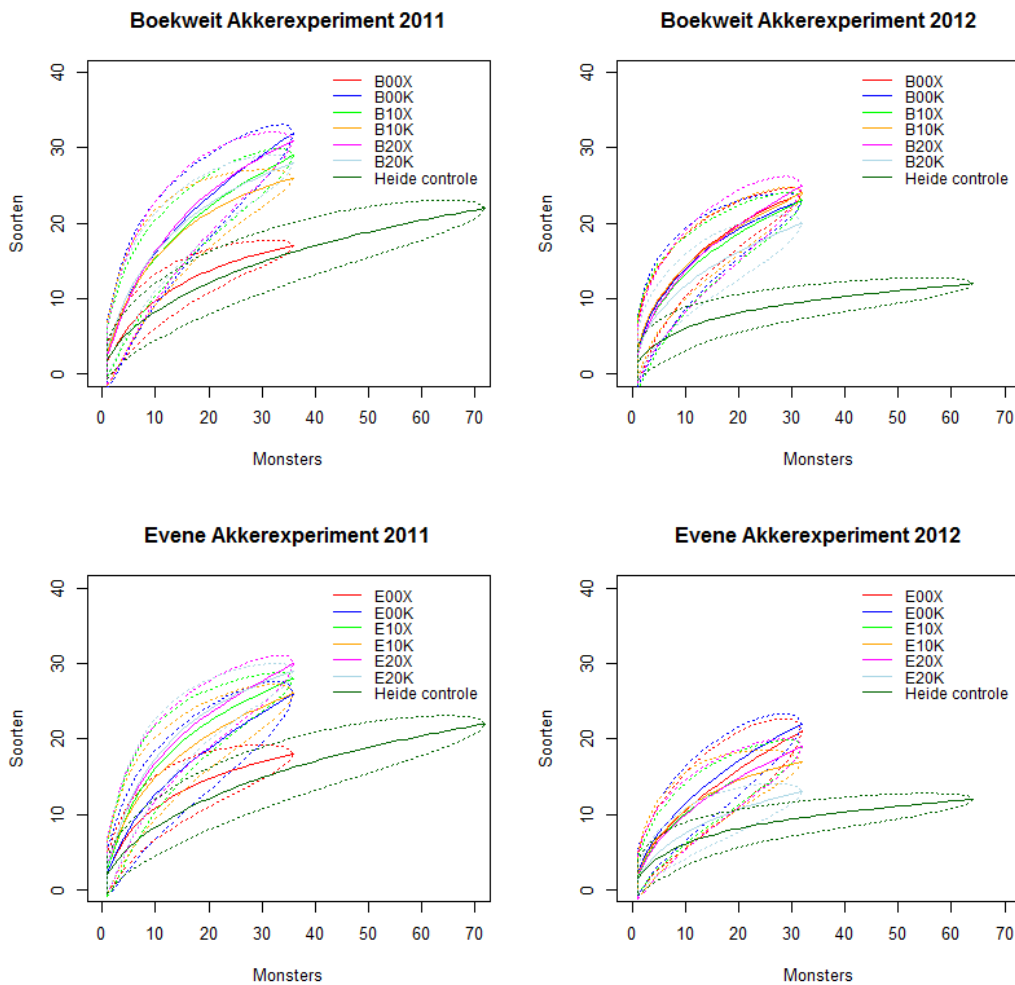 Boekweit Akkerexperiment 2011
Soorten
40
30
20
10
0
B00X
B00K
B10X
B10K
B20X
B20K
Heide controle
0 10 20 30 40 50 60 70
Monsters
Boekweit Akkerexperiment 2012
Soorten
40
30
20
10
0
B00X
B00K
B10X
B10K
B20X
B20K
Heide controle
0 10 20 30 40 50 60 70
Monsters
Evene Akkerexperiment 2011
Soorten
40
30
20
10
0
E00X
E00K
E10X
E10K
E20X
E20K
Heide controle
0 10 20 30 40 50 60 70
Monsters
Evene Akkerexperiment 2012
Soorten
40
30
20
10
0
E00X
E00K
E10X
E10K
E20X
E20K
Heide controle
0 10 20 30 40 50 60 70
Monsters